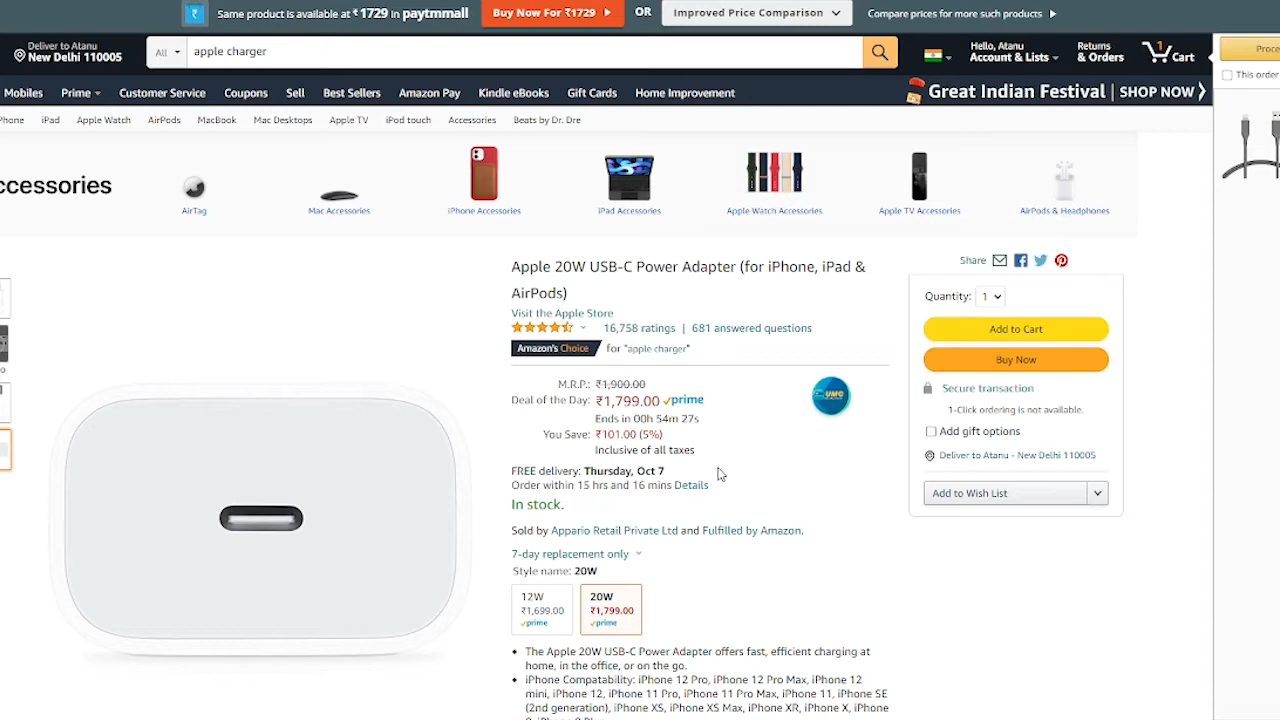 Same product is available at ₹ 1729 in paytmmall
Buy Now For ₹1729
OR
Improved Price Comparison
Compare prices for more such products
Deliver to Atanu
New Delhi 110005
All
apple charger
Hello, Atanu
Account & Lists
Returns
& Orders
1
Cart
Proce
This order
Mobiles
Prime
Customer Service
Coupons
Sell
Best Sellers
Amazon Pay
Kindle eBooks
Gift Cards
Home Improvement
Great Indian Festival | SHOP NOW
Phone
iPad
Apple Watch
AirPods
MacBook
Mac Desktops
Apple TV
iPod touch
Accessories
Beats by Dr. Dre
ccessories
AirTag
Mac Accessories
iPhone Accessories
iPad Accessories
Apple Watch Accessories
Apple TV Accessories
AirPods & Headphones
Apple 20W USB-C Power Adapter (for iPhone, iPad &
AirPods)
Visit the Apple Store
16,758 ratings | 681 answered questions
Amazon's Choice for "apple charger"
M.R.P.: ₹1,900.00
Deal of the Day: ₹1,799.00 prime
Ends in 00h 54m 27s
You Save: ₹101.00 (5%)
Inclusive of all taxes
UMC
FREE delivery: Thursday, Oct 7
Order within 15 hrs and 16 mins Details
In stock.
Sold by Appario Retail Private Ltd and Fulfilled by Amazon.
7-day replacement only
Style name: 20W
12W
₹1,699.00
prime
20W
₹1,799.00
prime
The Apple 20W USB-C Power Adapter offers fast, efficient charging at
home, in the office, or on the go.
iPhone Compatability: iPhone 12 Pro, iPhone 12 Pro Max, iPhone 12
mini, iPhone 12, iPhone 11 Pro, iPhone 11 Pro Max, iPhone 11, iPhone SE
(2nd generation), iPhone XS, iPhone XS Max, iPhone XR, iPhone X, iPhone
Share
Quantity: 1
Add to Cart
Buy Now
Secure transaction
1-Click ordering is not available.
Add gift options
Deliver to Atanu - New Delhi 110005
Add to Wish List